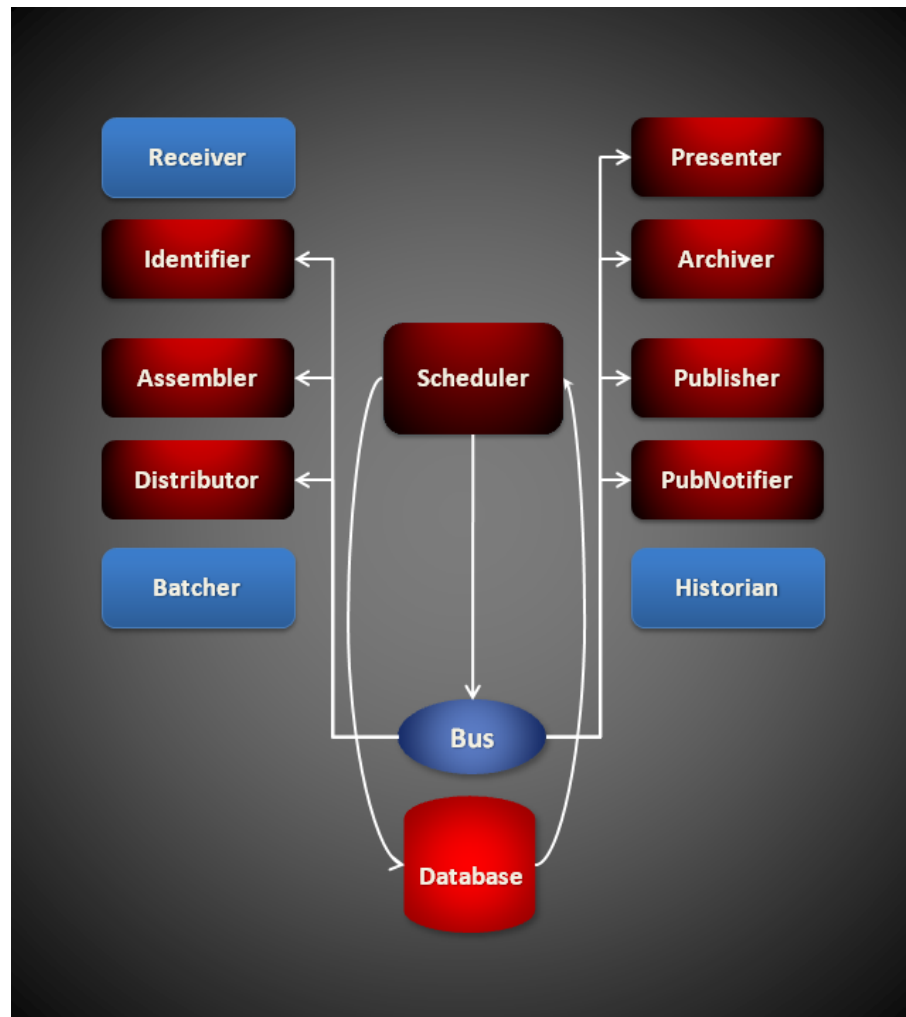 Receiver
Identifier
Assembler
Distributor
Batcher
Scheduler
Bus
Database
Presenter
Archiver
Publisher
PubNotifier
Historian